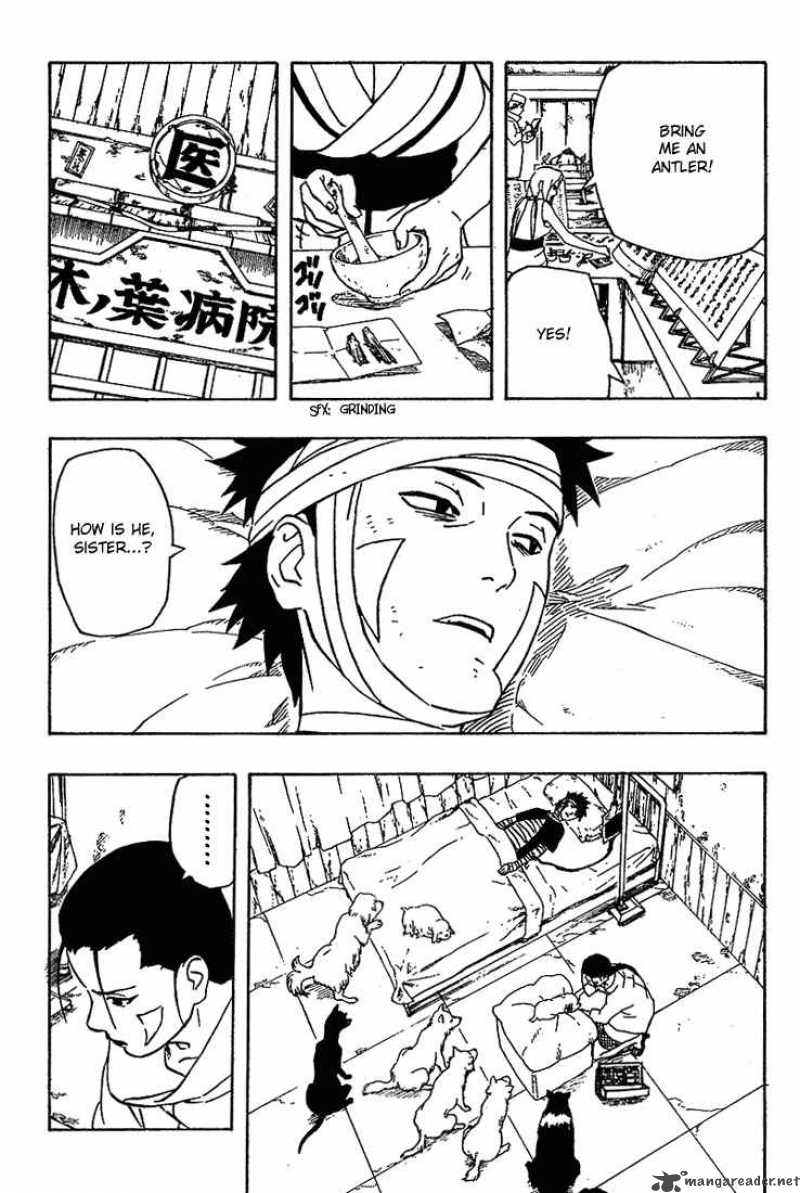 BRING
ME AN
ANTLER!
YES!
ゴリ
ゴリ
SFX: GRINDING
医
木ノ葉病院
HOW IS HE,
SISTER...?
.......
mangareader.net